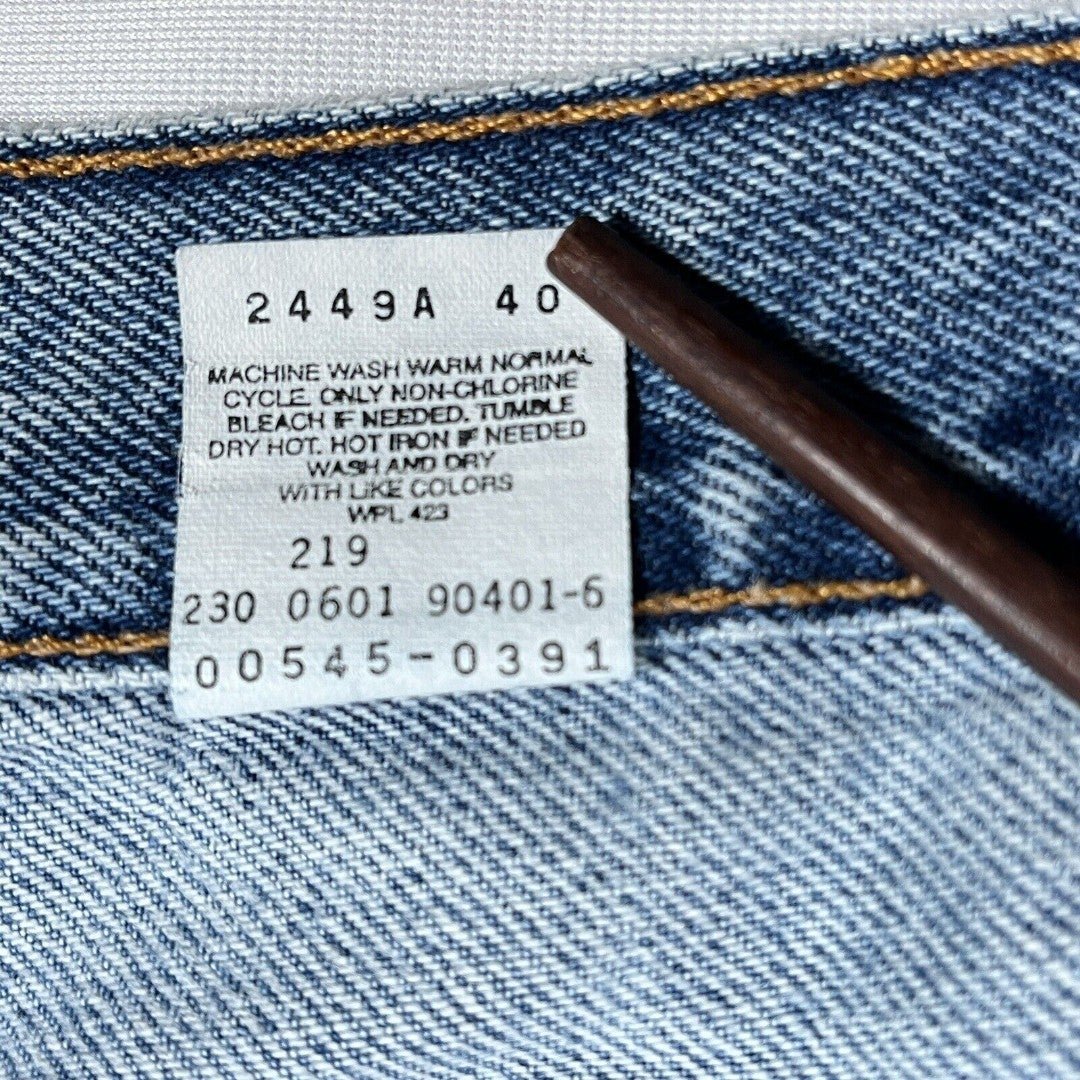 2449A 40
MACHINE WASH WARM NORMAL
CYCLE. ONLY NON-CHLORINE
BLEACH IF NEEDED. TUMBLE
DRY HOT. HOT IRON IF NEEDED
WASH AND DRY
WITH LIKE COLORS
WPL 423
219
230 0601 90401-6
00545-0391